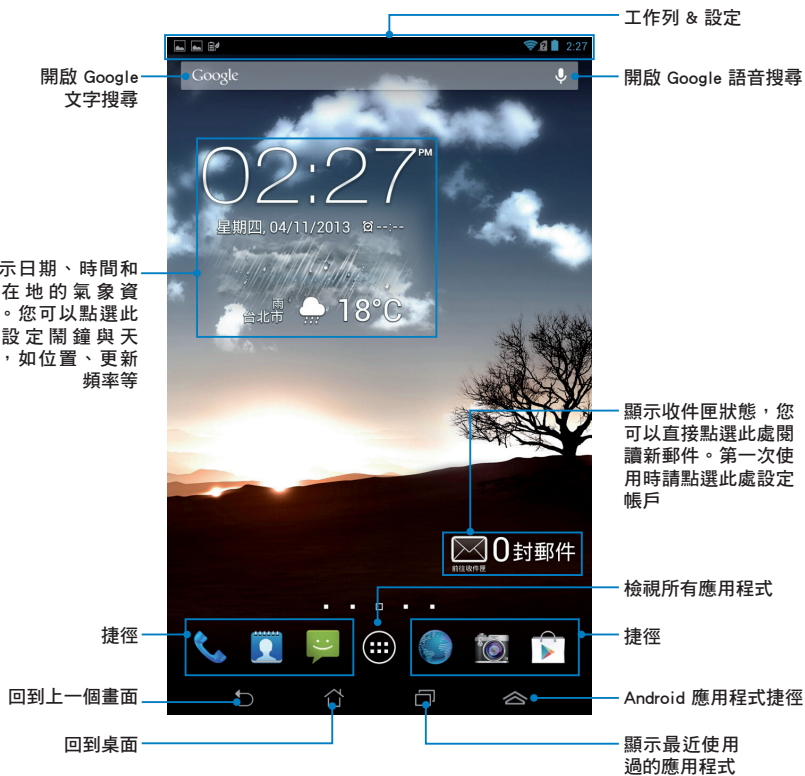 工作列 & 設定
2:27
開啟 Google
文字搜尋
Google
開啟 Google 語音搜尋
02:27 PM
星期四, 04/11/2013 --:--
雨
台北市
18°C
示日期、時間和
在地的氣象資
。您可以點選此
設定鬧鐘與天
，如位置、更新
頻率等
顯示收件匣狀態，您
可以直接點選此處閱
讀新郵件。第一次使
用時請點選此處設定
帳戶
0封郵件
前往收件匣
檢視所有應用程式
捷徑
捷徑
回到上一個畫面
Android 應用程式捷徑
回到桌面
顯示最近使用
過的應用程式